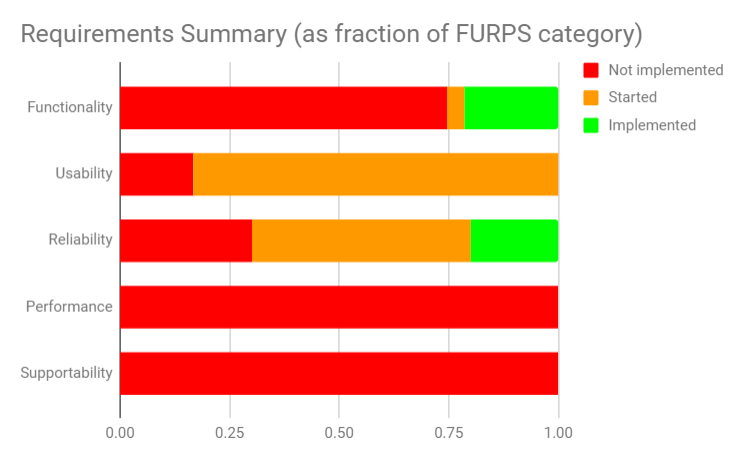 Requirements Summary (as fraction of FURPS category)
Not implemented
Started
Implemented
Functionality
Usability
Reliability
Performance
Supportability
0.00 0.25 0.50 0.75 1.00